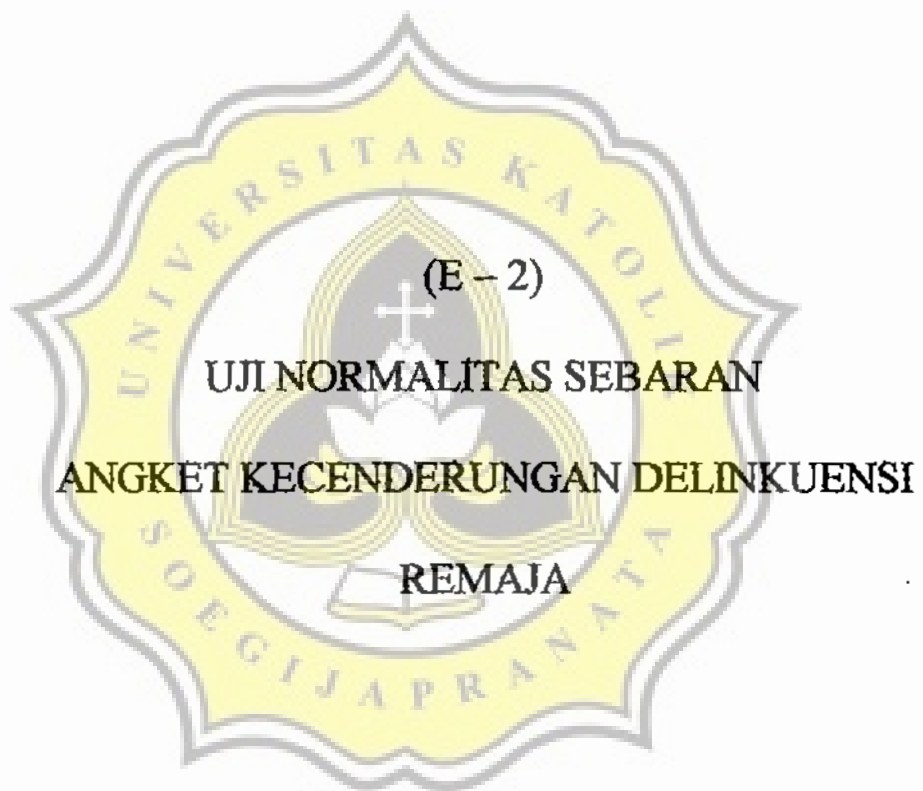 (E – 2)
UJI NORMALITAS SEBARAN
ANGKET KECENDERUNGAN DELINKUENSI
REMAJA
UNIVERSITAS KATOLIK
SOEGIJAPRANATA